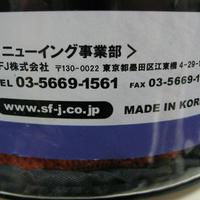 ニューイング事業部 〉
FJ株式会社 〒130-0022 東京都墨田区江東橋 4-29-1
TEL 03-5669-1561 FAX 03-5669-1
www.sf-j.co.jp MADE IN KOR